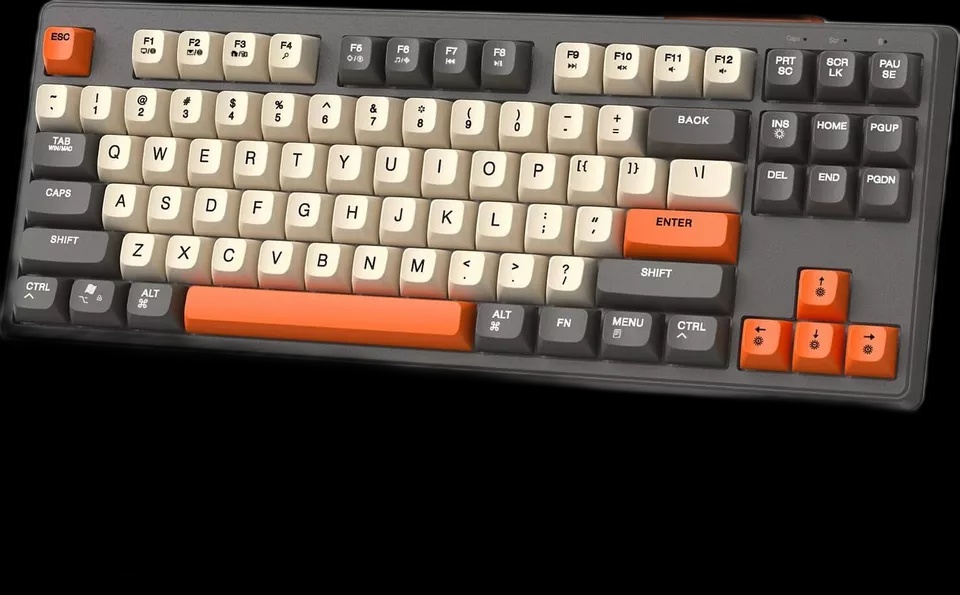 ESC F1 F2 F3 F4 F5 F6 F7 F8 F9 F10 F11 F12 PRT SC SCR LK PAU SE
~ ` ! 1 @ 2 # 3 $ 4 % 5 ^ 6 & 7 * 8 ( 9 ) 0 - + = BACK INS HOME PGUP
TAB WIN/MAC Q W E R T Y U I O P [{ ]} \| DEL END PGDN
CAPS A S D F G H J K L : ; " ' ENTER
SHIFT Z X C V B N M < , > . ? / SHIFT ↑
CTRL ALT ⌘ ALT ⌘ FN MENU CTRL ← ↓ →